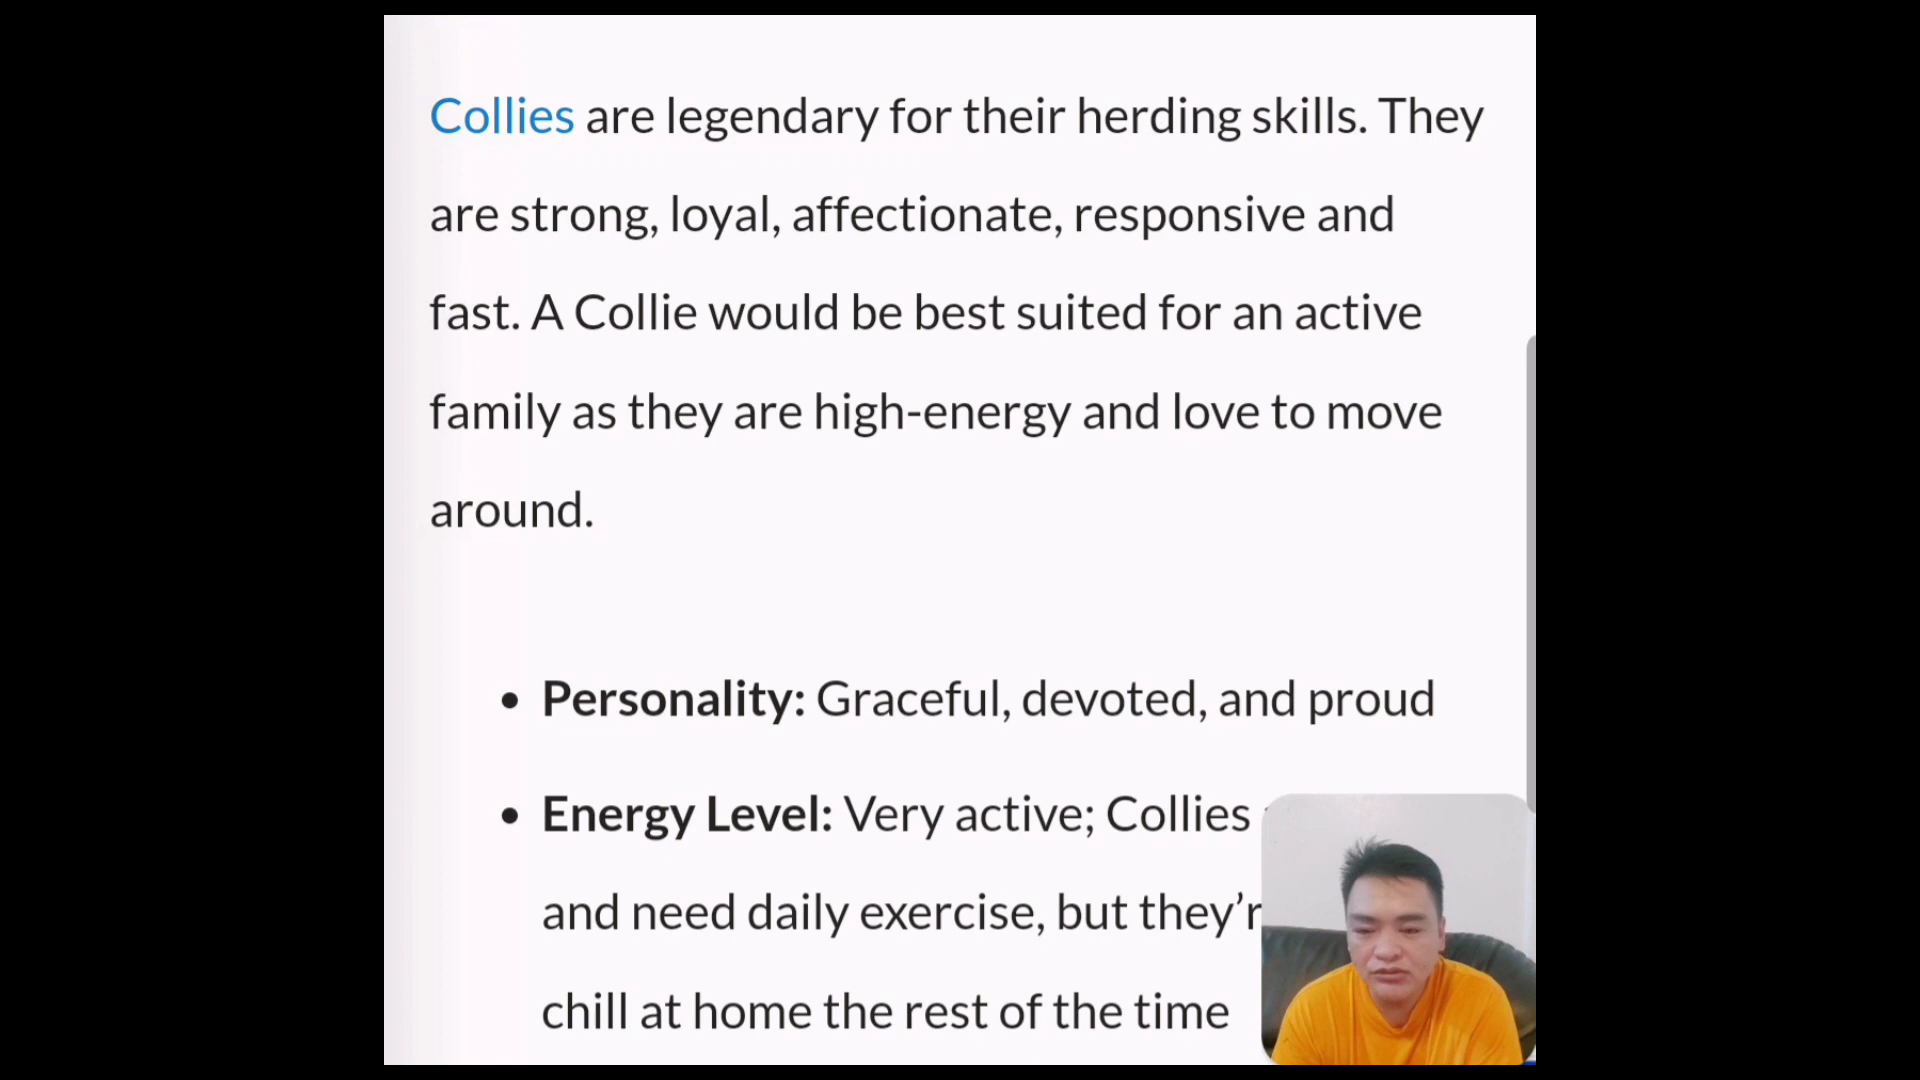 Collies are legendary for their herding skills. They
are strong, loyal, affectionate, responsive and
fast. A Collie would be best suited for an active
family as they are high-energy and love to move
around.
• Personality: Graceful, devoted, and proud
• Energy Level: Very active; Collies
and need daily exercise, but
chill at home the rest of the time